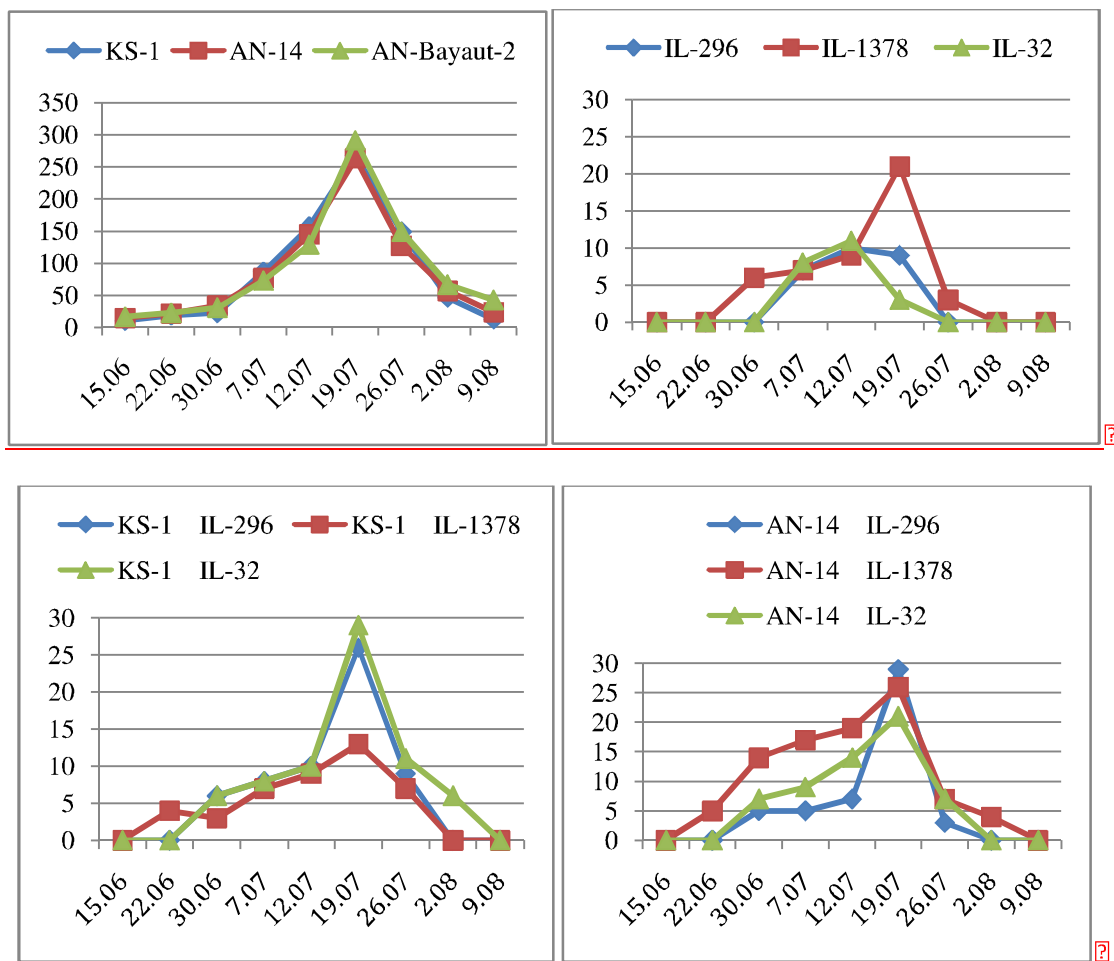 KS-1 AN-14 AN-Bayaut-2
350
300
250
200
150
100
50
0
15.06 22.06 30.06 7.07 12.07 19.07 26.07 2.08 9.08
IL-296 IL-1378 IL-32
30
25
20
15
10
5
0
15.06 22.06 30.06 7.07 12.07 19.07 26.07 2.08 9.08
?
KS-1 IL-296 KS-1 IL-1378
KS-1 IL-32
30
25
20
15
10
5
0
15.06 22.06 30.06 7.07 12.07 19.07 26.07 2.08 9.08
AN-14 IL-296
AN-14 IL-1378
AN-14 IL-32
30
25
20
15
10
5
0
15.06 22.06 30.06 7.07 12.07 19.07 26.07 2.08 9.08
?